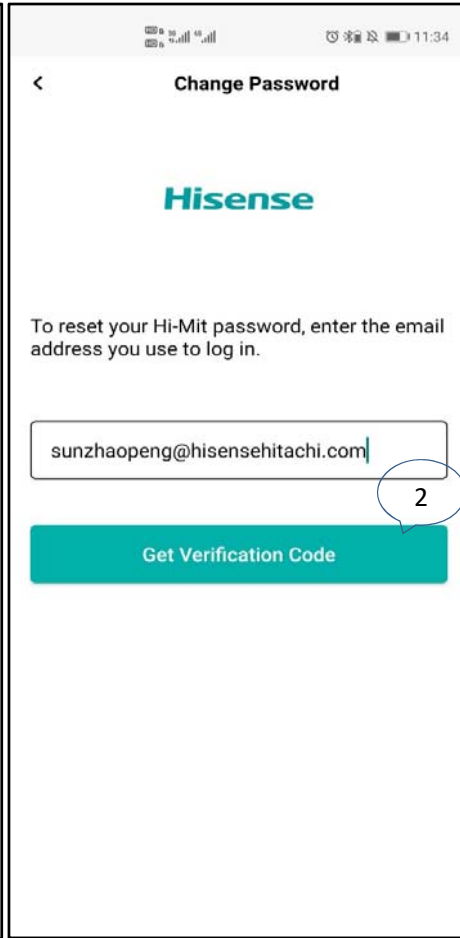 11:34
Change Password
Hisense
To reset your Hi-Mit password, enter the email
address you use to log in.
sunzhaopeng@hisensehitachi.com
2
Get Verification Code